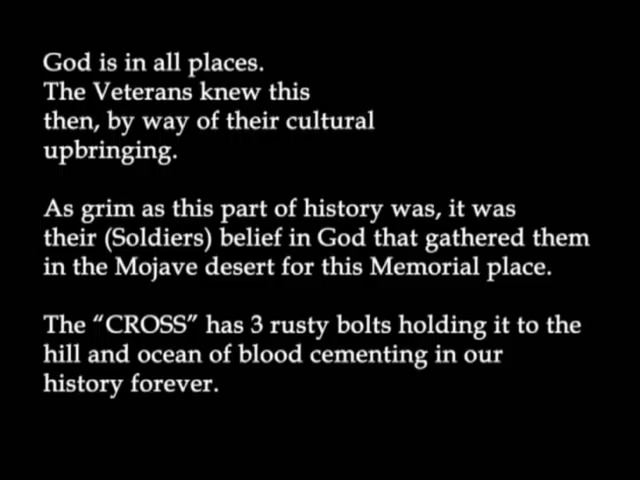 God is in all places.
The Veterans knew this
then, by way of their cultural
upbringing.
As grim as this part of history was, it was
their (Soldiers) belief in God that gathered them
in the Mojave desert for this Memorial place.
The “CROSS” has 3 rusty bolts holding it to the
hill and ocean of blood cementing in our
history forever.